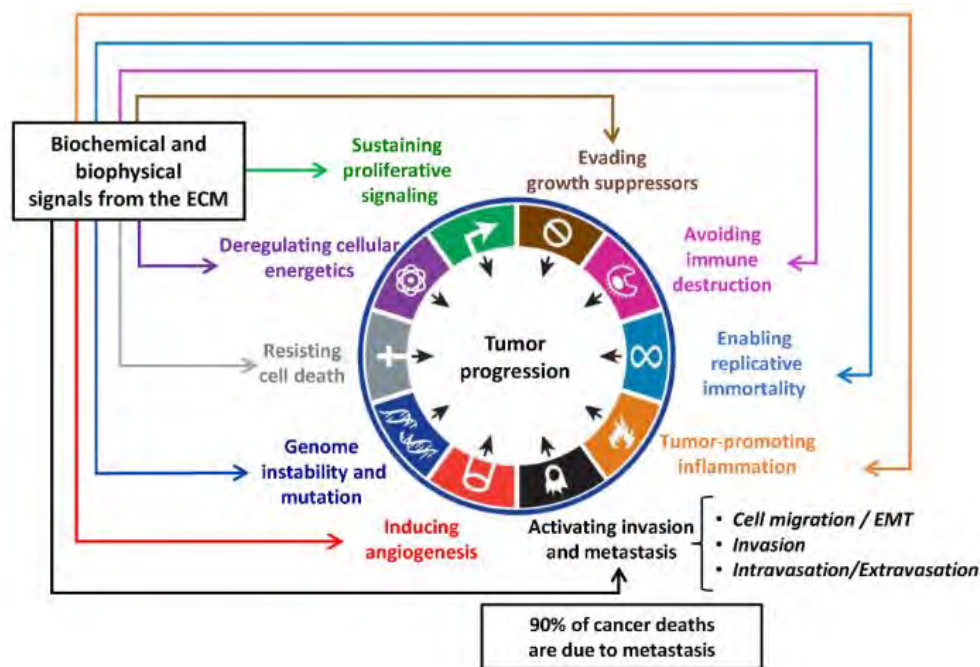 Biochemical and
biophysical
signals from the ECM
Sustaining
proliferative
signaling
Evading
growth suppressors
Deregulating cellular
energetics
Avoiding
immune
destruction
Resisting
cell death
Tumor
progression
Enabling
replicative
immortality
Genome
instability and
mutation
Tumor-promoting
inflammation
Inducing
angiogenesis
Activating invasion
and metastasis
• Cell migration / EMT
• Invasion
• Intravasation/Extravasation
90% of cancer deaths
are due to metastasis